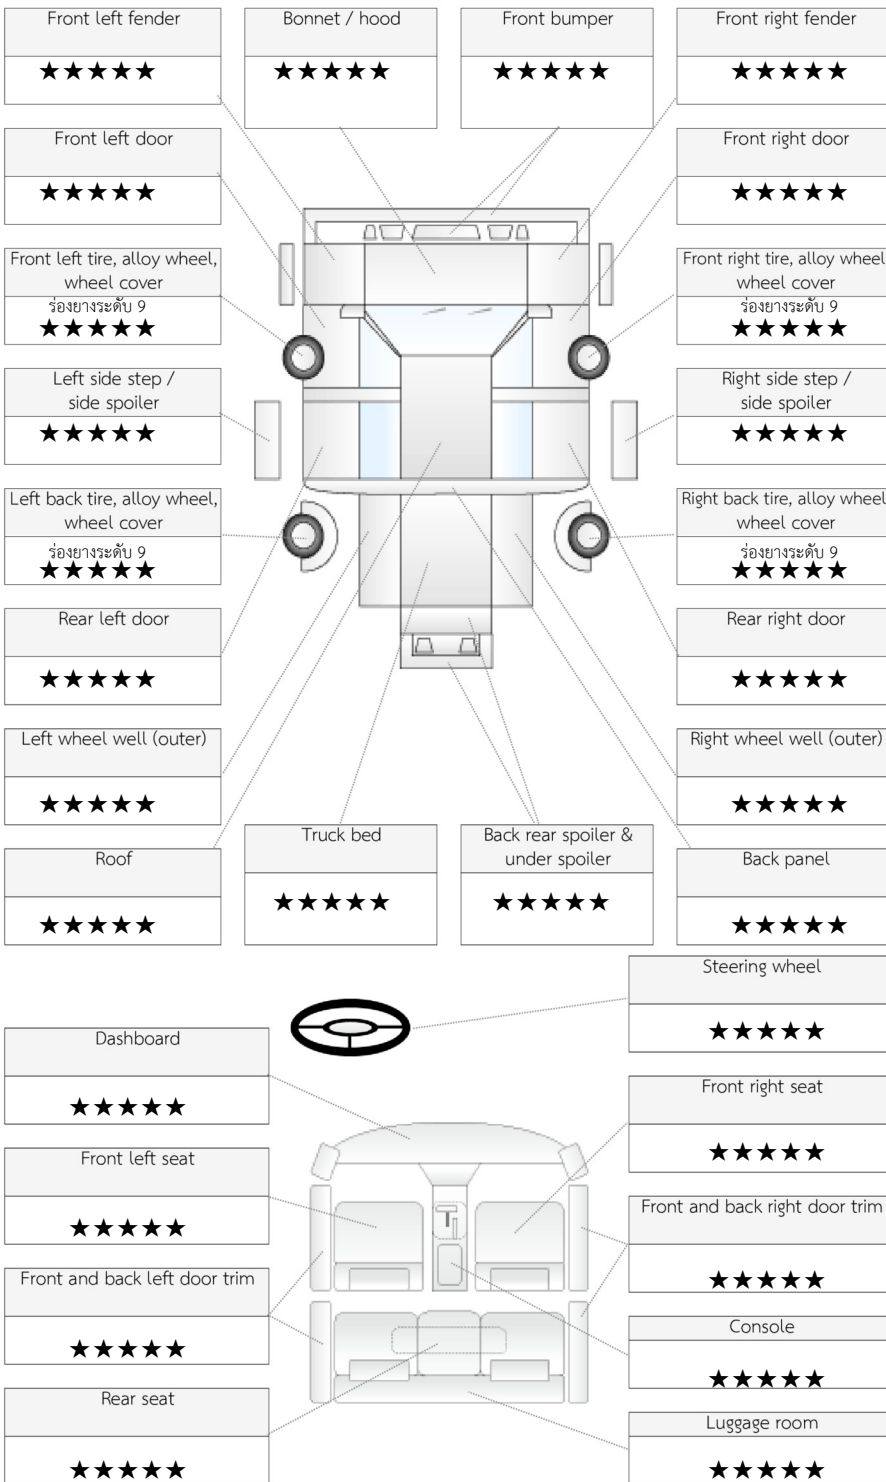 Front left fender
★★★★★
Bonnet / hood
★★★★★
Front bumper
★★★★★
Front right fender
★★★★★
Front left door
★★★★★
Front right door
★★★★★
Front left tire, alloy wheel,
wheel cover
ร่องยางระดับ 9
★★★★★
Front right tire, alloy wheel
wheel cover
ร่องยางระดับ 9
★★★★★
Left side step /
side spoiler
★★★★★
Right side step /
side spoiler
★★★★★
Left back tire, alloy wheel,
wheel cover
ร่องยางระดับ 9
★★★★★
Right back tire, alloy wheel
wheel cover
ร่องยางระดับ 9
★★★★★
Rear left door
★★★★★
Rear right door
★★★★★
Left wheel well (outer)
★★★★★
Right wheel well (outer)
★★★★★
Roof
★★★★★
Truck bed
★★★★★
Back rear spoiler &
under spoiler
★★★★★
Back panel
★★★★★
Steering wheel
★★★★★
Dashboard
★★★★★
Front right seat
★★★★★
Front left seat
★★★★★
Front and back right door trim
★★★★★
Front and back left door trim
★★★★★
Console
★★★★★
Rear seat
★★★★★
Luggage room
★★★★★